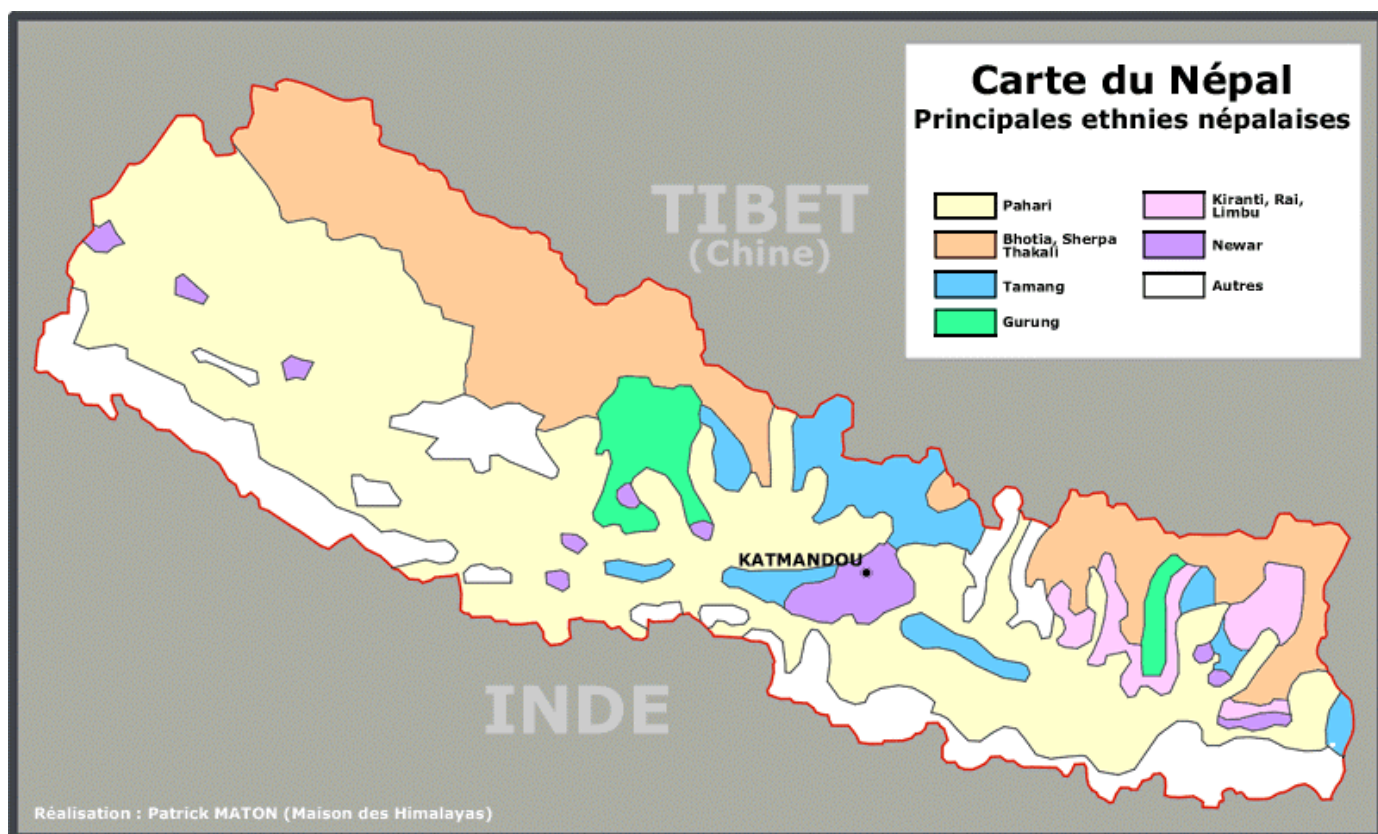 Carte du Népal
Principales ethnies népalaises
Pahari
Bhotia, Sherpa
Thakali
Tamang
Gurung
Kiranti, Rai,
Limbu
Newar
Autres
TIBET
(Chine)
KATMANDOU
INDE
Réalisation : Patrick MATON (Maison des Himalayas)